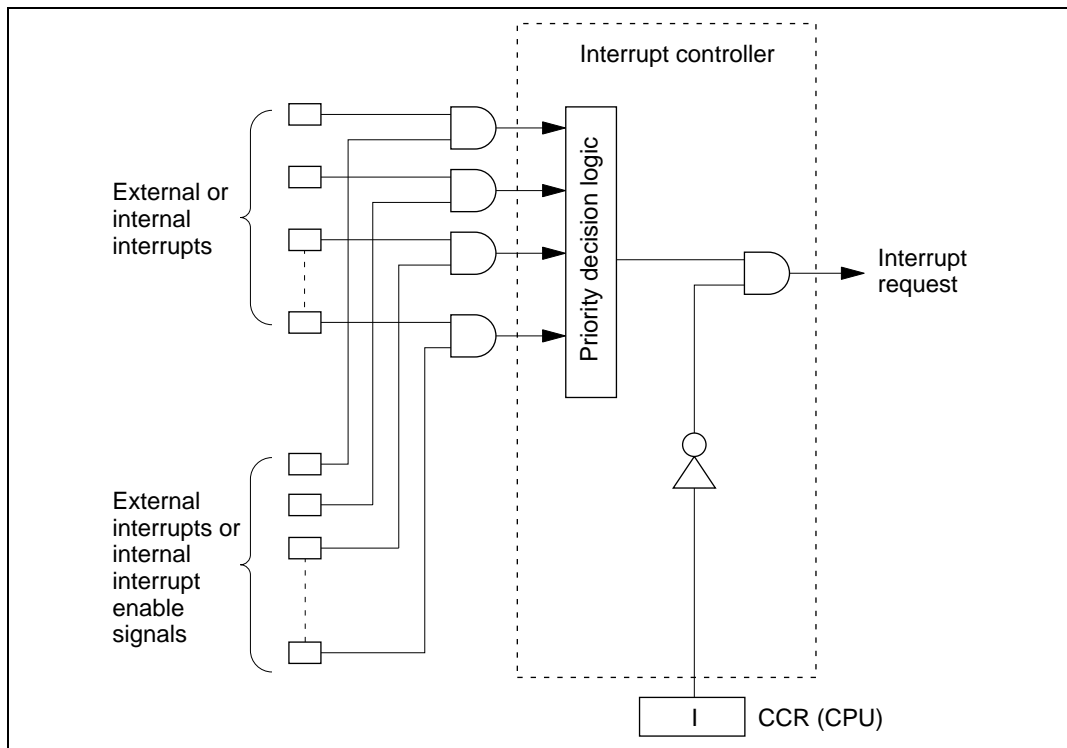 Interrupt controller
External or
internal
interrupts
Priority decision logic
Interrupt
request
External
interrupts or
internal
interrupt
enable
signals
I
CCR (CPU)